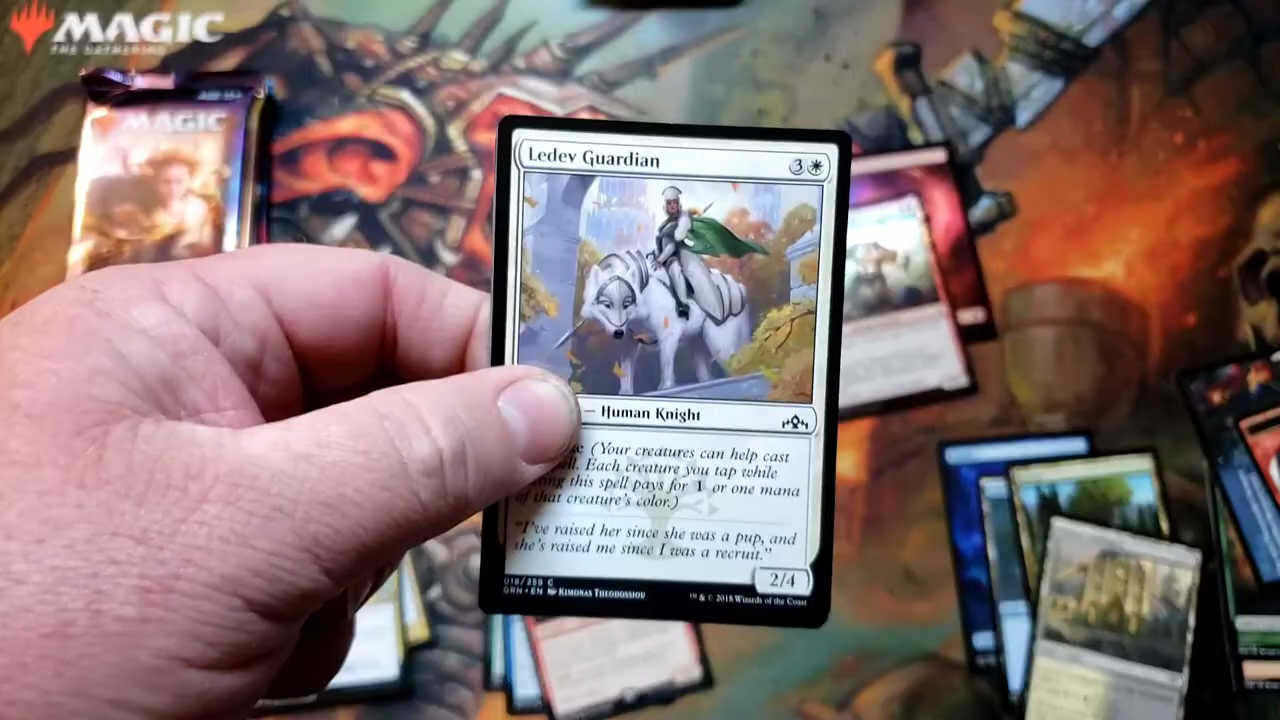 MAGIC
THE GATHERING
MAGIC
Ledev Guardian 3
— Human Knight
(Your creatures can help cast
Each creature you tap while
this spell pays for 1 or one mana
of that creature's color.)
"I've raised her since she was a pup, and
she's raised me since I was a recruit."
2/4
018/259 C
GRN • EN KIMONAS THEODOSSIOU
™ & © 2018 Wizards of the Coast